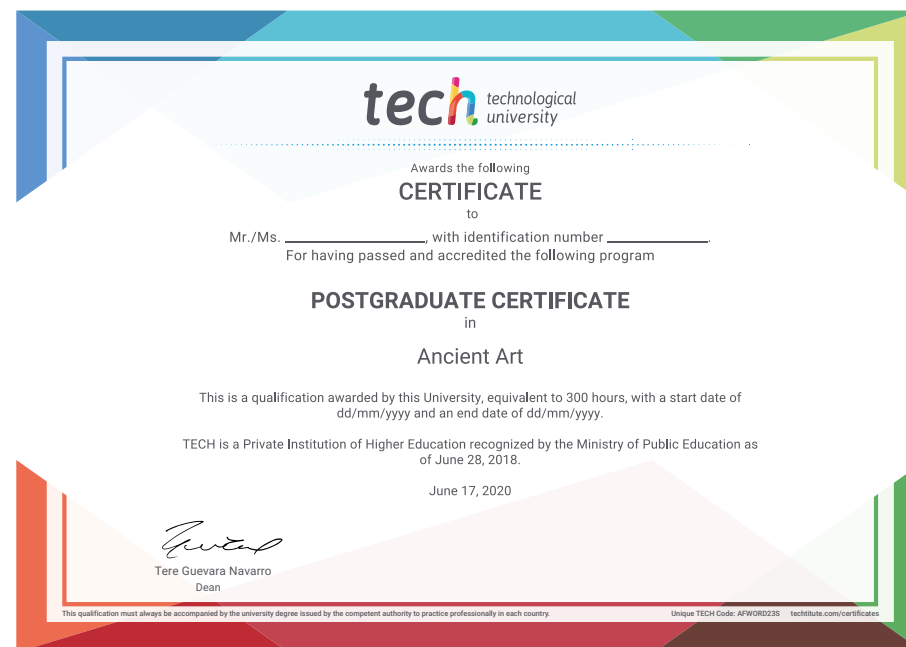 tech technological
university
Awards the following
CERTIFICATE
to
Mr./Ms. ____________________, with identification number ______________.
For having passed and accredited the following program
POSTGRADUATE CERTIFICATE
in
Ancient Art
This is a qualification awarded by this University, equivalent to 300 hours, with a start date of
dd/mm/yyyy and an end date of dd/mm/yyyy.
TECH is a Private Institution of Higher Education recognized by the Ministry of Public Education as
of June 28, 2018.
June 17, 2020
Tere Guevara Navarro
Dean
This qualification must always be accompanied by the university degree issued by the competent authority to practice professionally in each country. Unique TECH Code: AFWORD23S techtitute.com/certificates